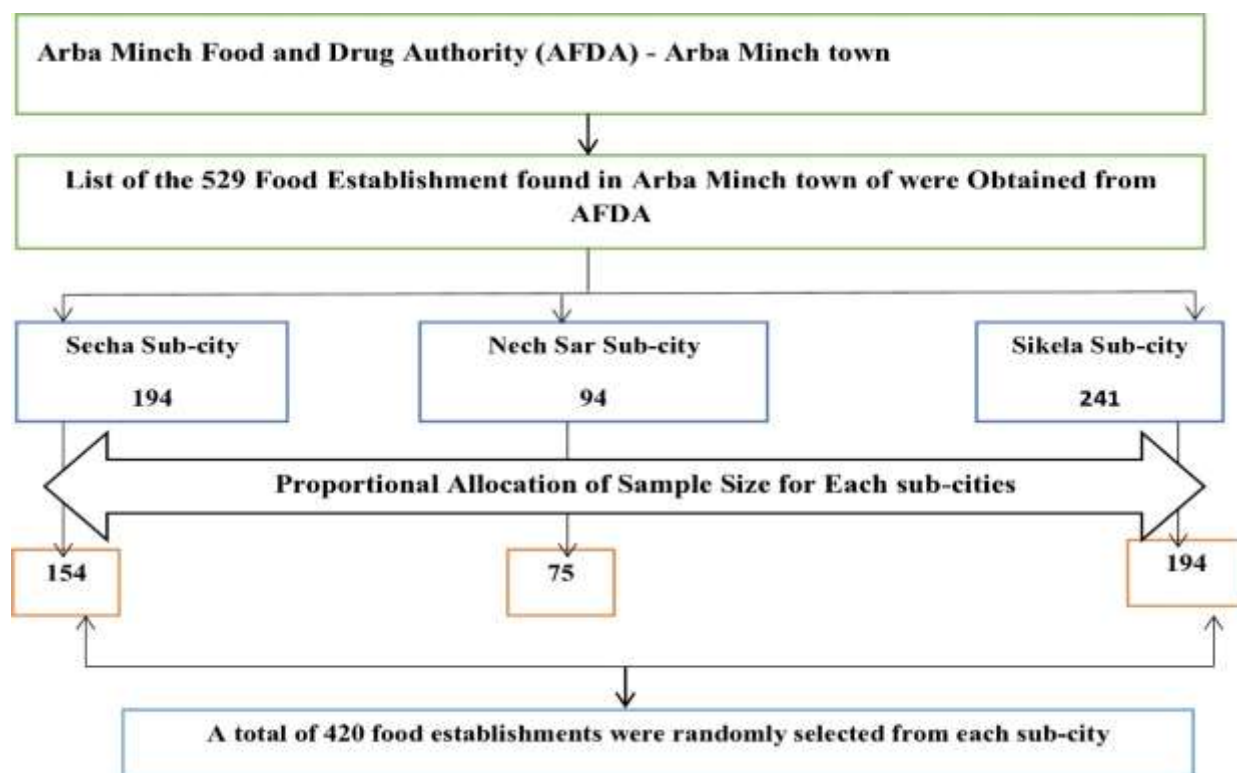 Arba Minch Food and Drug Authority (AFDA) - Arba Minch town
List of the 529 Food Establishment found in Arba Minch town of were Obtained from
AFDA
Secha Sub-city
194
Nech Sar Sub-city
94
Sikela Sub-city
241
Proportional Allocation of Sample Size for Each sub-cities
154
75
194
A total of 420 food establishments were randomly selected from each sub-city